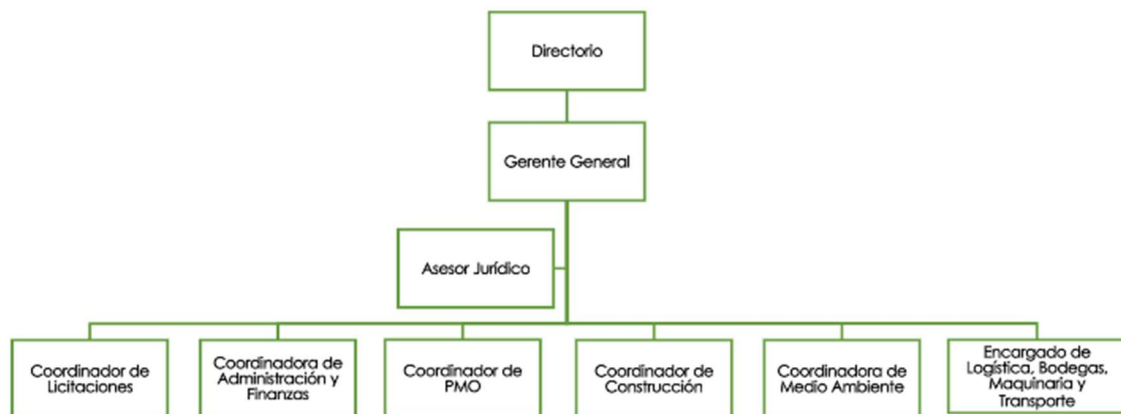 Directorio
Gerente General
Asesor Jurídico
Coordinador de
Licitaciones
Coordinadora de
Administración y
Finanzas
Coordinador de
PMO
Coordinador de
Construcción
Coordinadora de
Medio Ambiente
Encargado de
Logística, Bodegas,
Maquinaria y
Transporte